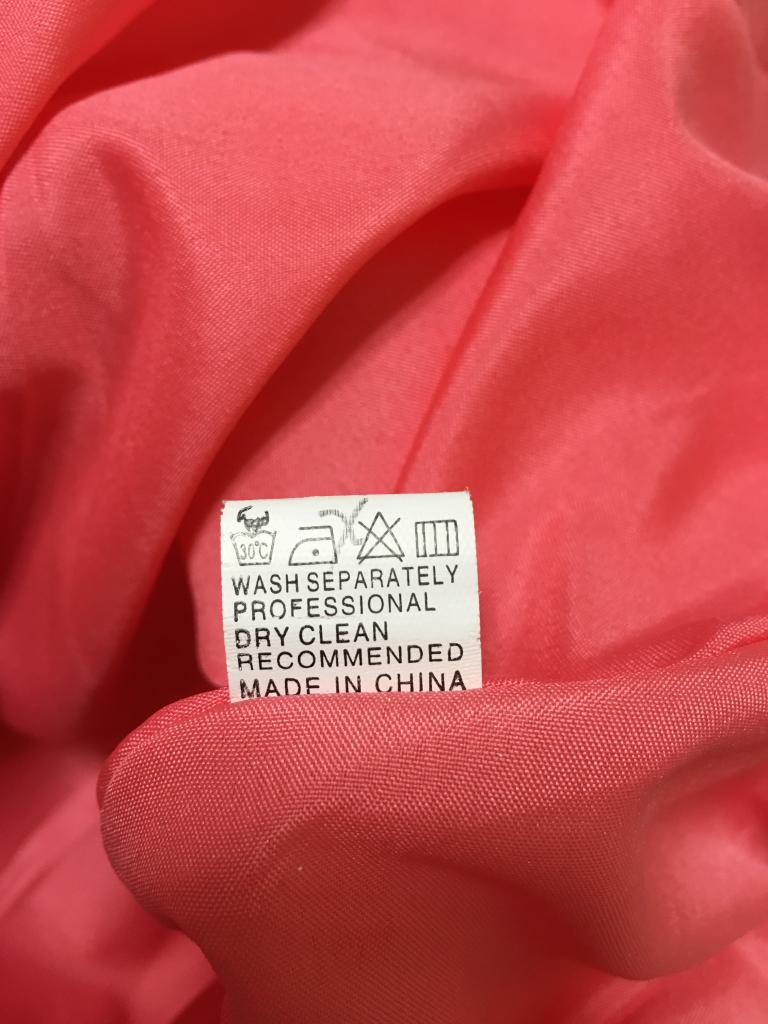 30°C
WASH SEPARATELY
PROFESSIONAL
DRY CLEAN
RECOMMENDED
MADE IN CHINA